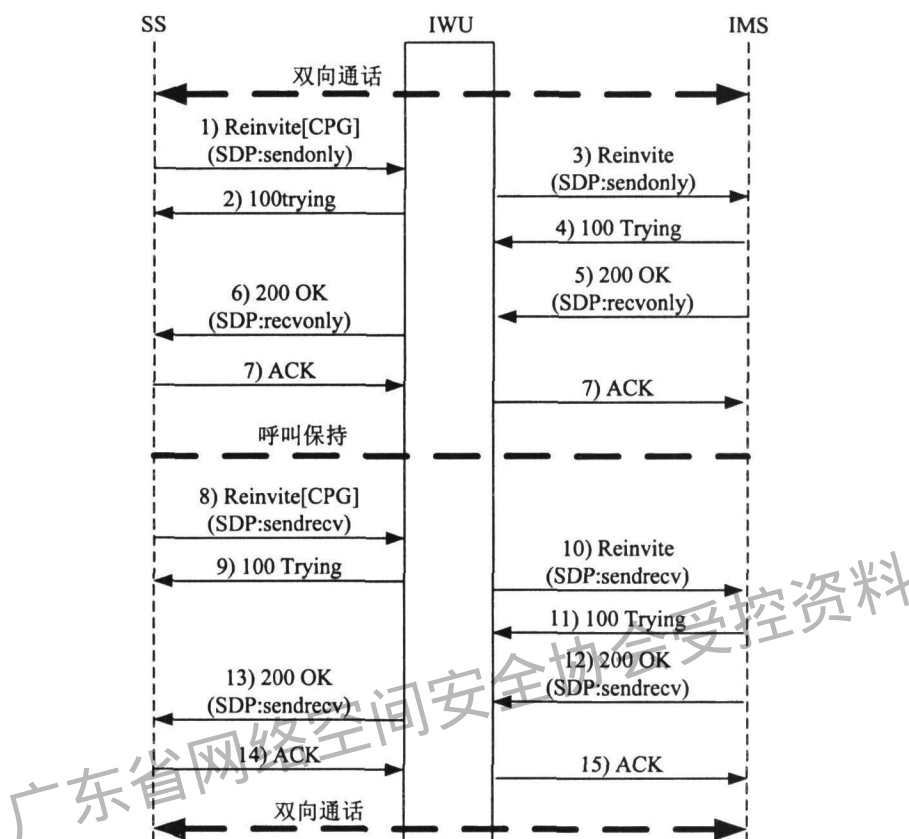 SS
IWU
IMS
双向通话
1) Reinvite[CPG]
(SDP:sendonly)
3) Reinvite
(SDP:sendonly)
2) 100trying
4) 100 Trying
5) 200 OK
(SDP:recvonly)
6) 200 OK
(SDP:recvonly)
7) ACK
7) ACK
呼叫保持
8) Reinvite[CPG]
(SDP:sendrecv)
10) Reinvite
(SDP:sendrecv)
9) 100 Trying
11) 100 Trying
12) 200 OK
(SDP:sendrecv)
13) 200 OK
(SDP:sendrecv)
14) ACK
15) ACK
双向通话
广东省网络空间安全协会受控资料